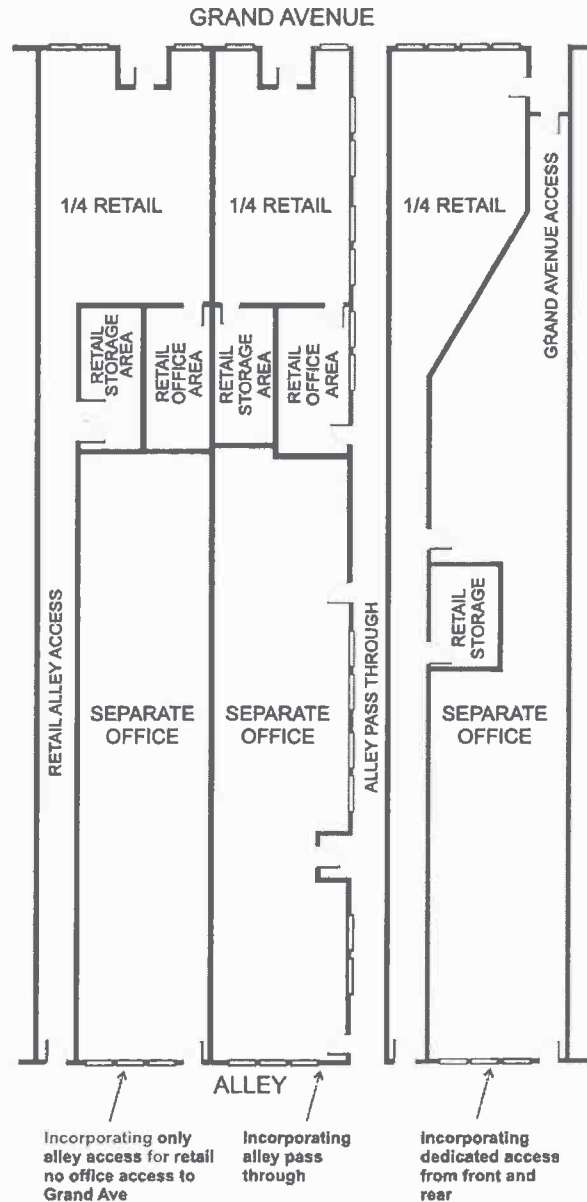 GRAND AVENUE
1/4 RETAIL
1/4 RETAIL
1/4 RETAIL
GRAND AVENUE ACCESS
RETAIL
STORAGE
AREA
RETAIL
OFFICE
AREA
RETAIL
STORAGE
AREA
RETAIL
OFFICE
AREA
RETAIL ALLEY ACCESS
SEPARATE
OFFICE
SEPARATE
OFFICE
ALLEY PASS THROUGH
RETAIL
STORAGE
SEPARATE
OFFICE
ALLEY
Incorporating only
alley access for retail
no office access to
Grand Ave
Incorporating
alley pass
through
Incorporating
dedicated access
from front and
rear